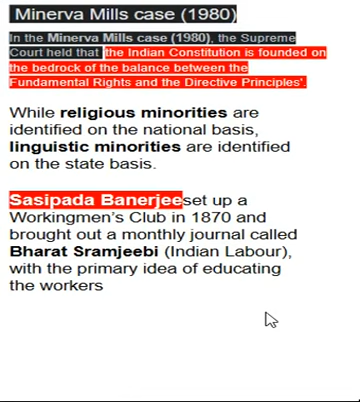 Minerva Mills case (1980)
In the Minerva Mills case (1980), the Supreme
Court held that 'the Indian Constitution is founded on
the bedrock of the balance between the
Fundamental Rights and the Directive Principles'.
While religious minorities are
identified on the national basis,
linguistic minorities are identified
on the state basis.
Sasipada Banerjeeset up a
Workingmen's Club in 1870 and
brought out a monthly journal called
Bharat Sramjeebi (Indian Labour),
with the primary idea of educating
the workers